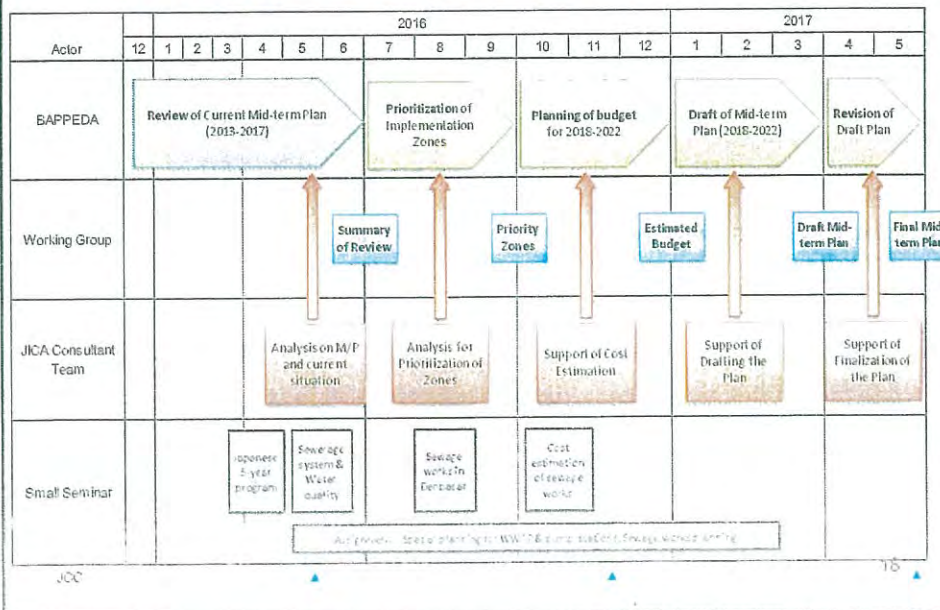 2016 2017
Actor 12 1 2 3 4 5 6 7 8 9 10 11 12 1 2 3 4 5
BAPPEDA
Review of Current Mid-term Plan
(2013-2017)
Prioritization of
Implementation
Zones
Planning of budget
for 2018-2022
Draft of Mid-term
Plan (2018-2022)
Revision of
Draft Plan
Working Group
Summary
of Review
Priority
Zones
Estimated
Budget
Draft Mid-
term Plan
Final Mid-
term Plan
JICA Consultant
Team
Analysis on M/P
and current
situation
Analysis for
Prioritization of
Zones
Support of Cost
Estimation
Support of
Drafting the
Plan
Support of
Finalization of
the Plan
Small Seminar
Japanese
5-year
program
Sewerage
system &
Water
quality
Sewage
works in
Denpasar
Cost
estimation
of sewage
works
planning for WWTP &
JCC